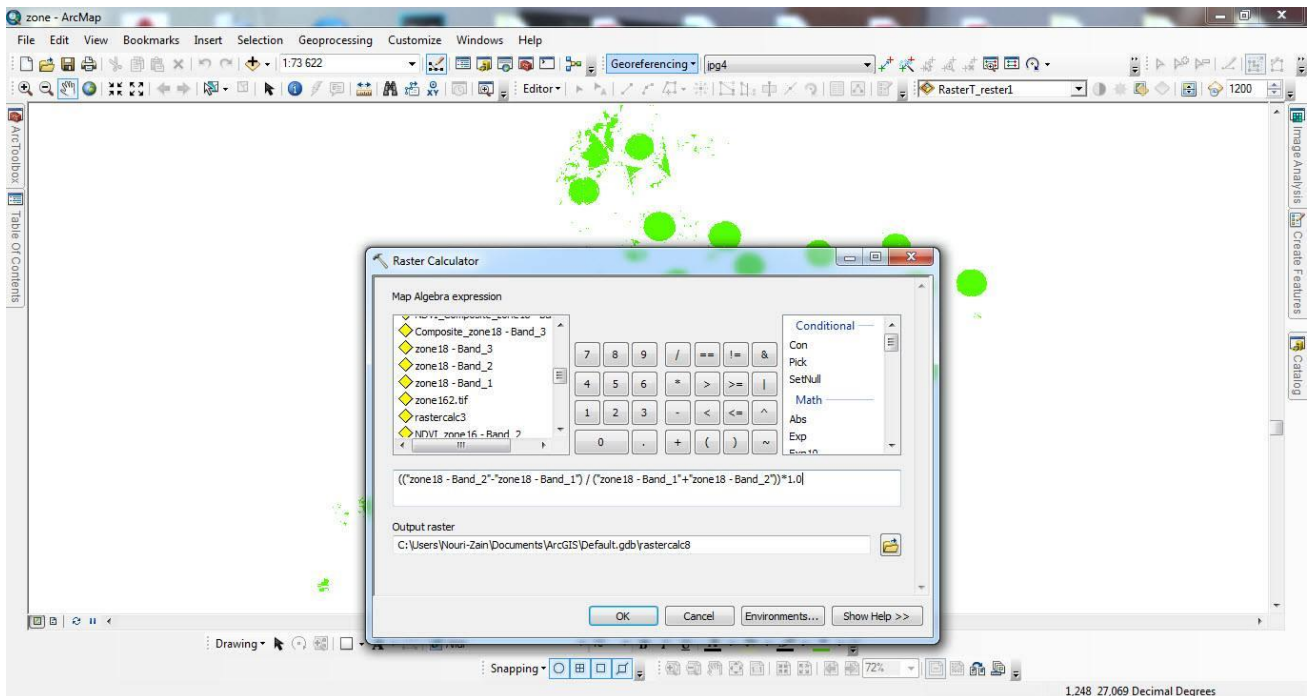 zone - ArcMap
File Edit View Bookmarks Insert Selection Geoprocessing Customize Windows Help
1:73 622
Georeferencing
jpg4
Editor
RasterT_rester1
1200
ArcToolbox
Table Of Contents
Image Analysis
Create Features
Catalog
Raster Calculator
Map Algebra expression
Composite_zone18 - Band_3
zone18 - Band_3
zone18 - Band_2
zone18 - Band_1
zone162.tif
rastercalc3
NDVI_zone16 - Band_2
7 8 9 / == != &
4 5 6 * > >= |
1 2 3 - < <= ^
0 . + ( ) ~
Conditional
Con
Pick
SetNull
Math
Abs
Exp
Exp10
(("zone18 - Band_2"-"zone18 - Band_1") / ("zone18 - Band_1"+"zone18 - Band_2"))*1.0
Output raster
C:\Users\Nouri-Zain\Documents\ArcGIS\Default.gdb\rastercalc8
OK Cancel Environments... Show Help >>
Drawing
Snapping
72%
1,248 27,069 Decimal Degrees